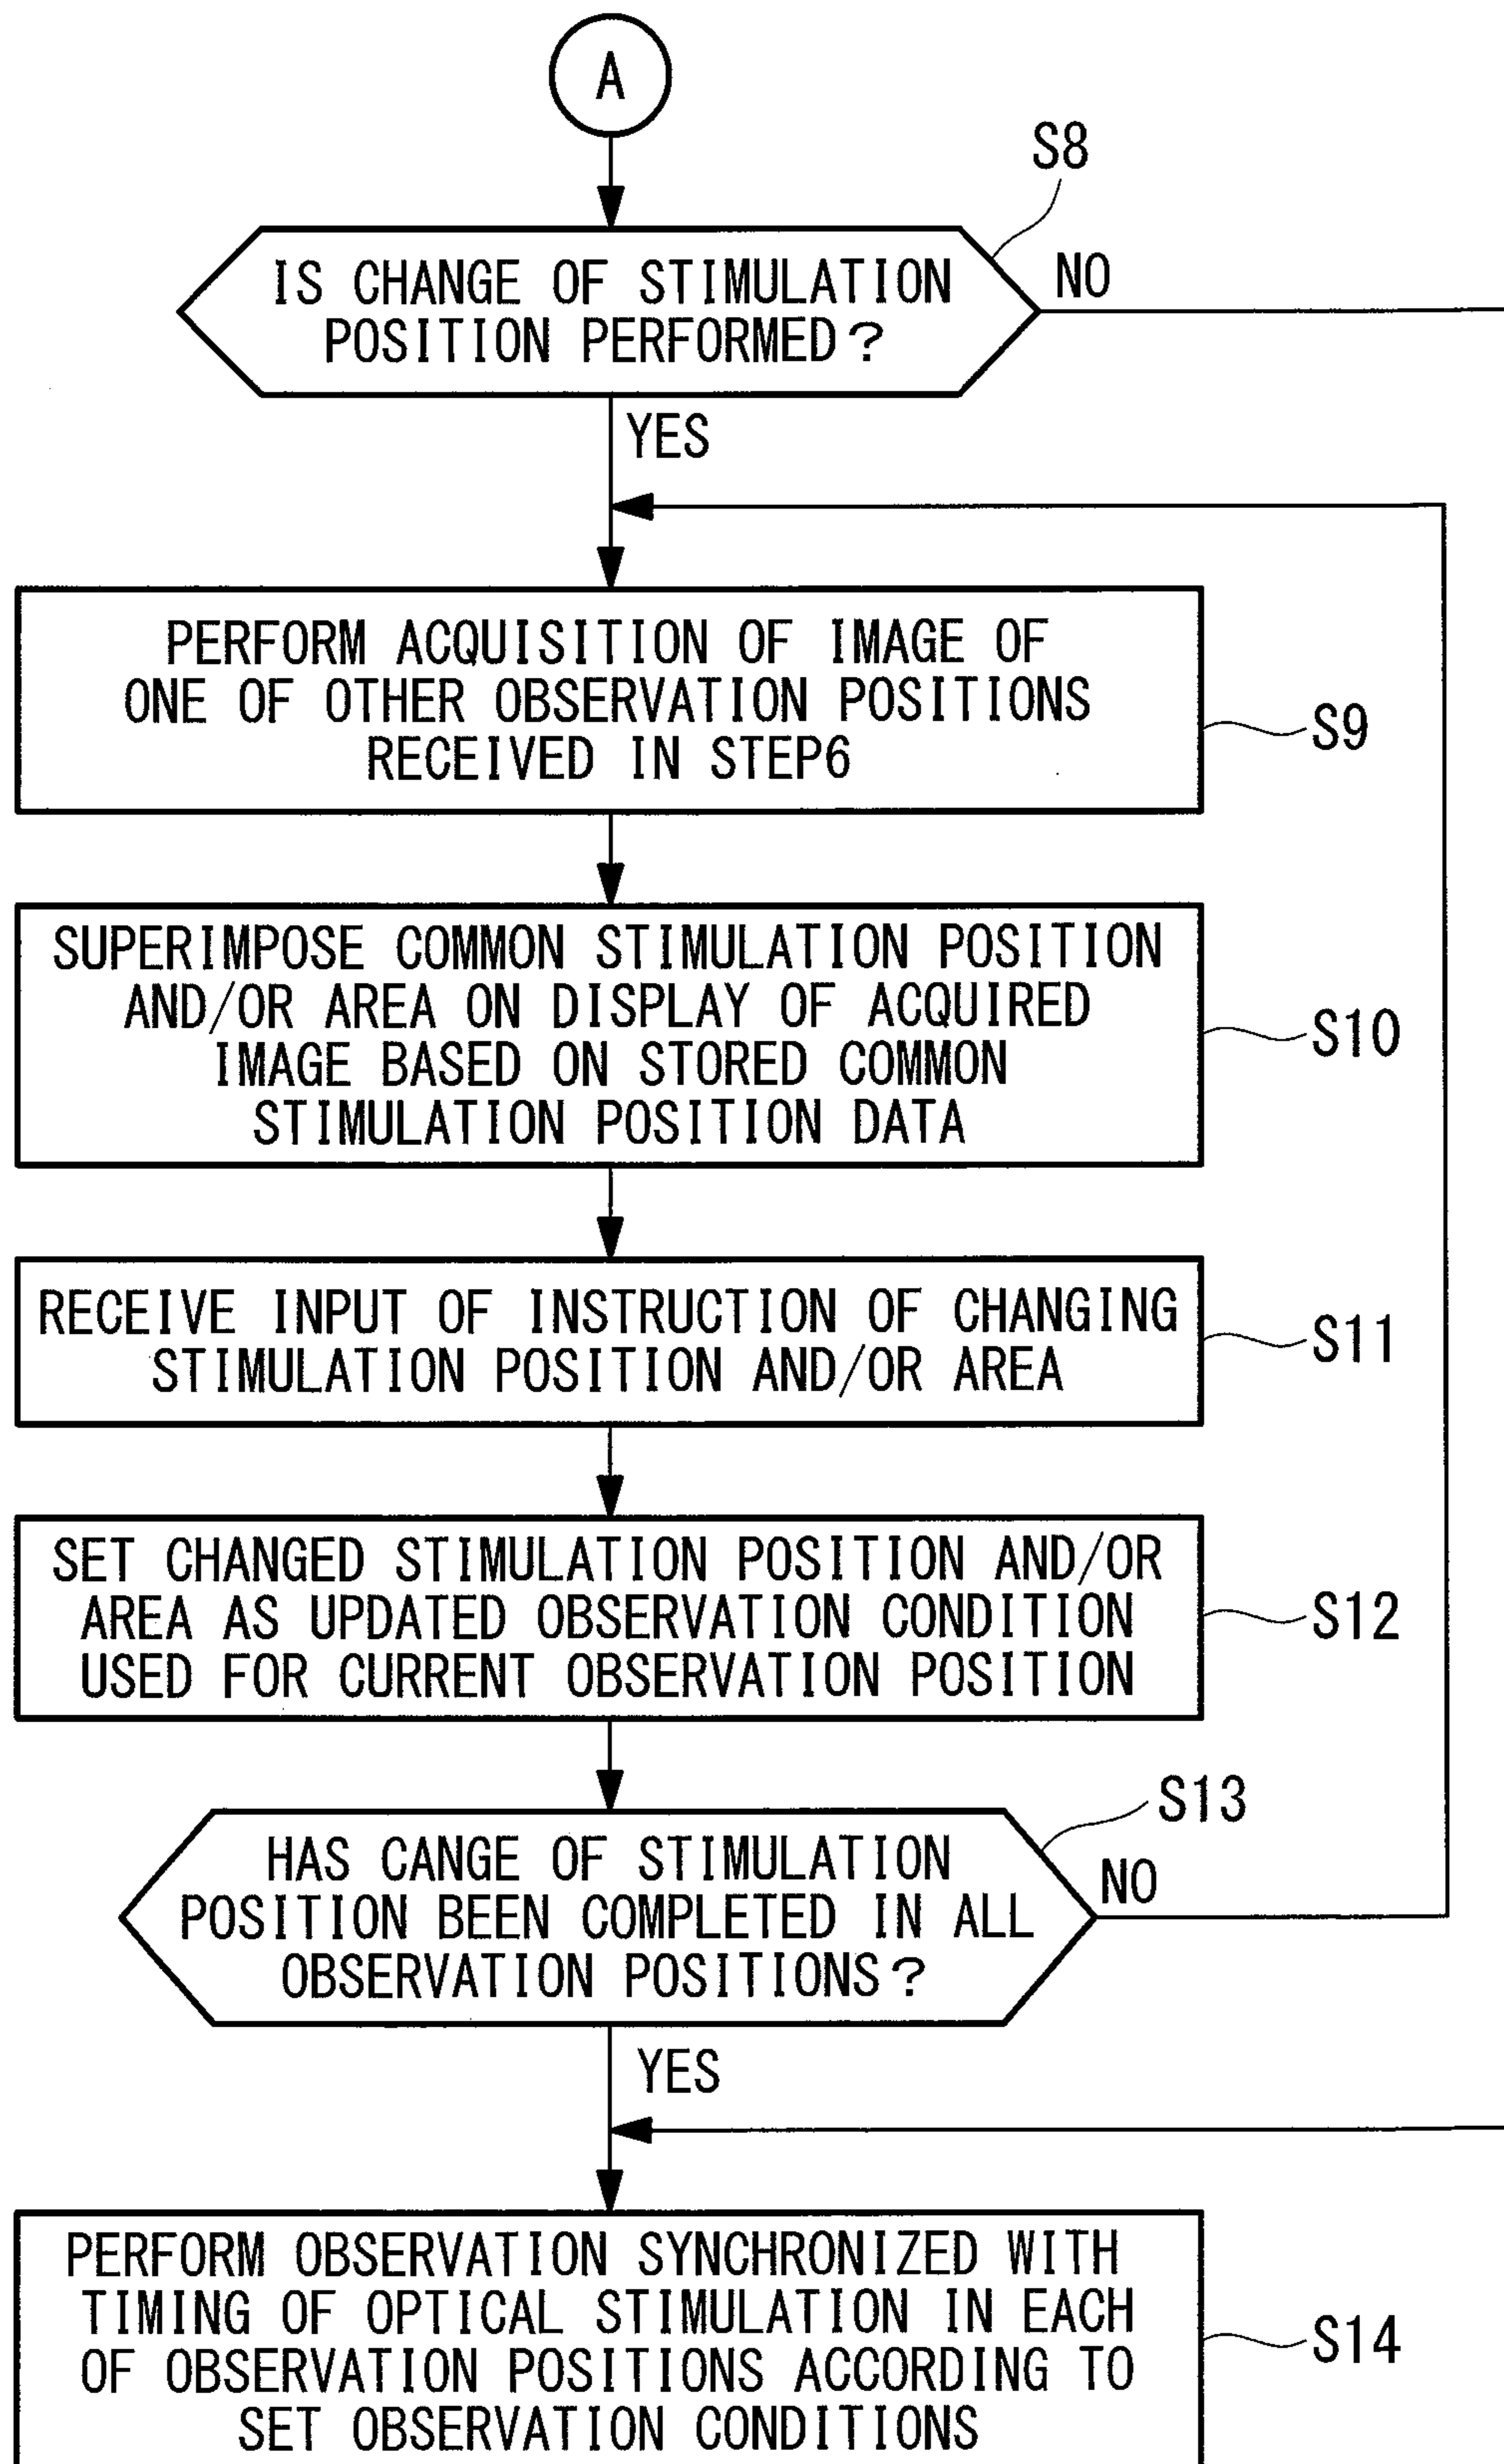 A
S8
IS CHANGE OF STIMULATION
POSITION PERFORMED?
NO
YES
PERFORM ACQUISITION OF IMAGE OF
ONE OF OTHER OBSERVATION POSITIONS
RECEIVED IN STEP6
S9
SUPERIMPOSE COMMON STIMULATION POSITION
AND/OR AREA ON DISPLAY OF ACQUIRED
IMAGE BASED ON STORED COMMON
STIMULATION POSITION DATA
S10
RECEIVE INPUT OF INSTRUCTION OF CHANGING
STIMULATION POSITION AND/OR AREA
S11
SET CHANGED STIMULATION POSITION AND/OR
AREA AS UPDATED OBSERVATION CONDITION
USED FOR CURRENT OBSERVATION POSITION
S12
S13
HAS CANGE OF STIMULATION
POSITION BEEN COMPLETED IN ALL
OBSERVATION POSITIONS?
NO
YES
PERFORM OBSERVATION SYNCHRONIZED WITH
TIMING OF OPTICAL STIMULATION IN EACH
OF OBSERVATION POSITIONS ACCORDING TO
SET OBSERVATION CONDITIONS
S14